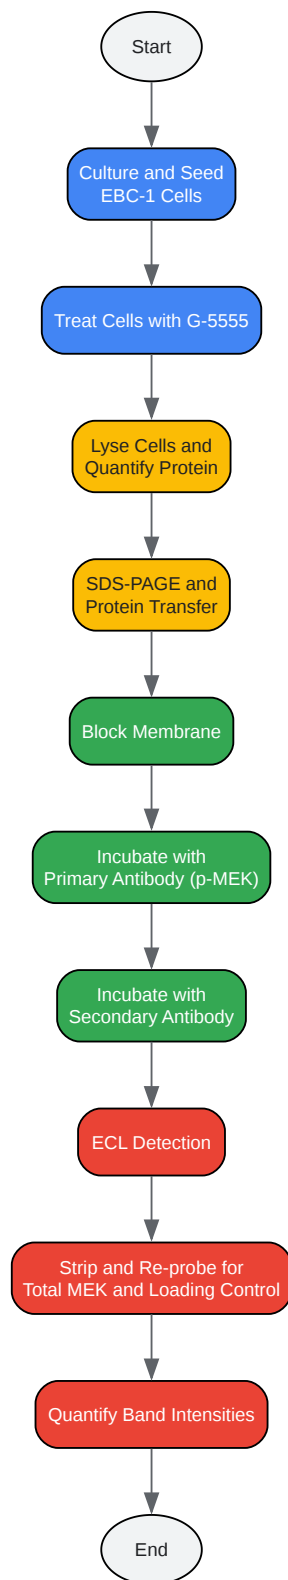 Start
Culture and Seed
EBC-1 Cells
Treat Cells with G-5555
Lyse Cells and
Quantify Protein
SDS-PAGE and
Protein Transfer
Block Membrane
Incubate with
Primary Antibody (p-MEK)
Incubate with
Secondary Antibody
ECL Detection
Strip and Re-probe for
Total MEK and Loading Control
Quantify Band Intensities
End